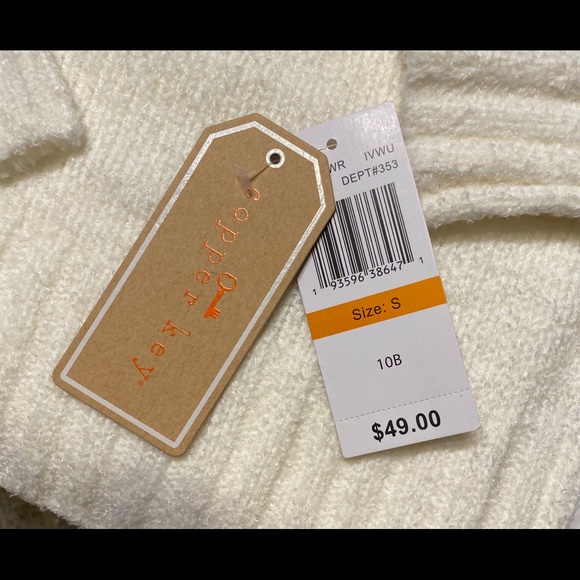 copper key
WR IVWU
DEPT#353
1 93596 38647 1
Size: S
10B
$49.00